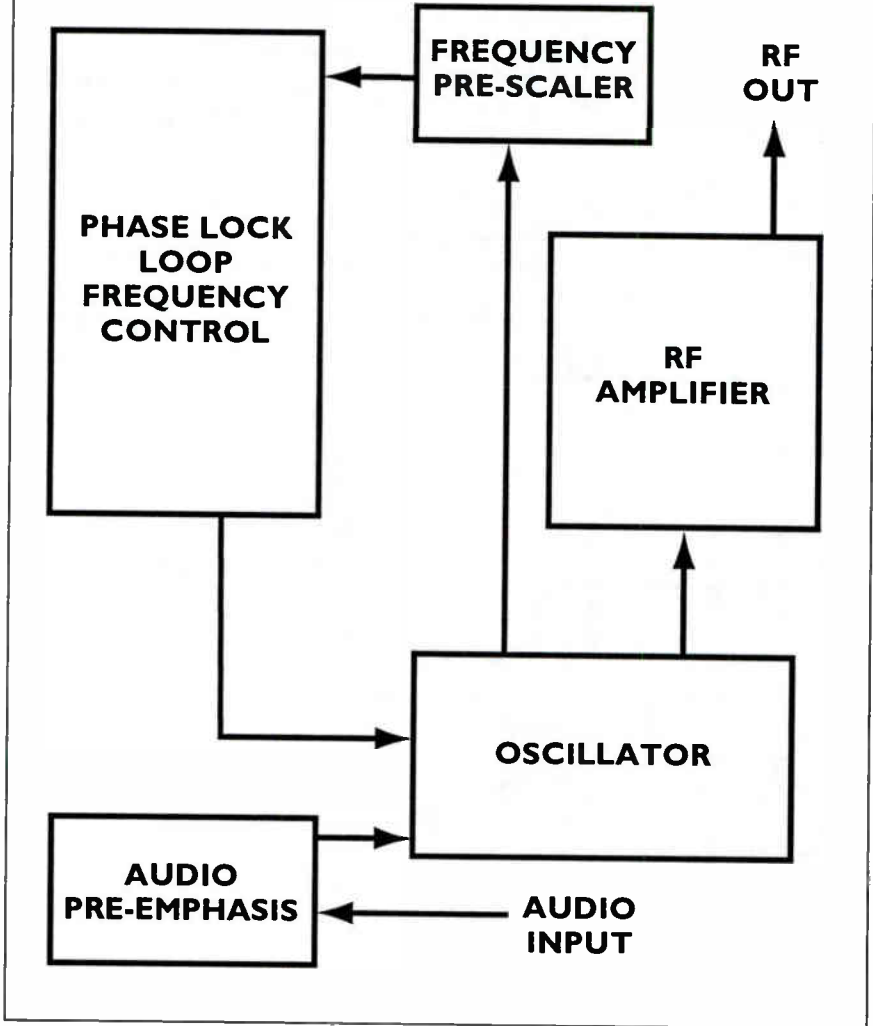 FREQUENCY
PRE-SCALER
RF
OUT
PHASE LOCK
LOOP
FREQUENCY
CONTROL
RF
AMPLIFIER
OSCILLATOR
AUDIO
PRE-EMPHASIS
AUDIO
INPUT